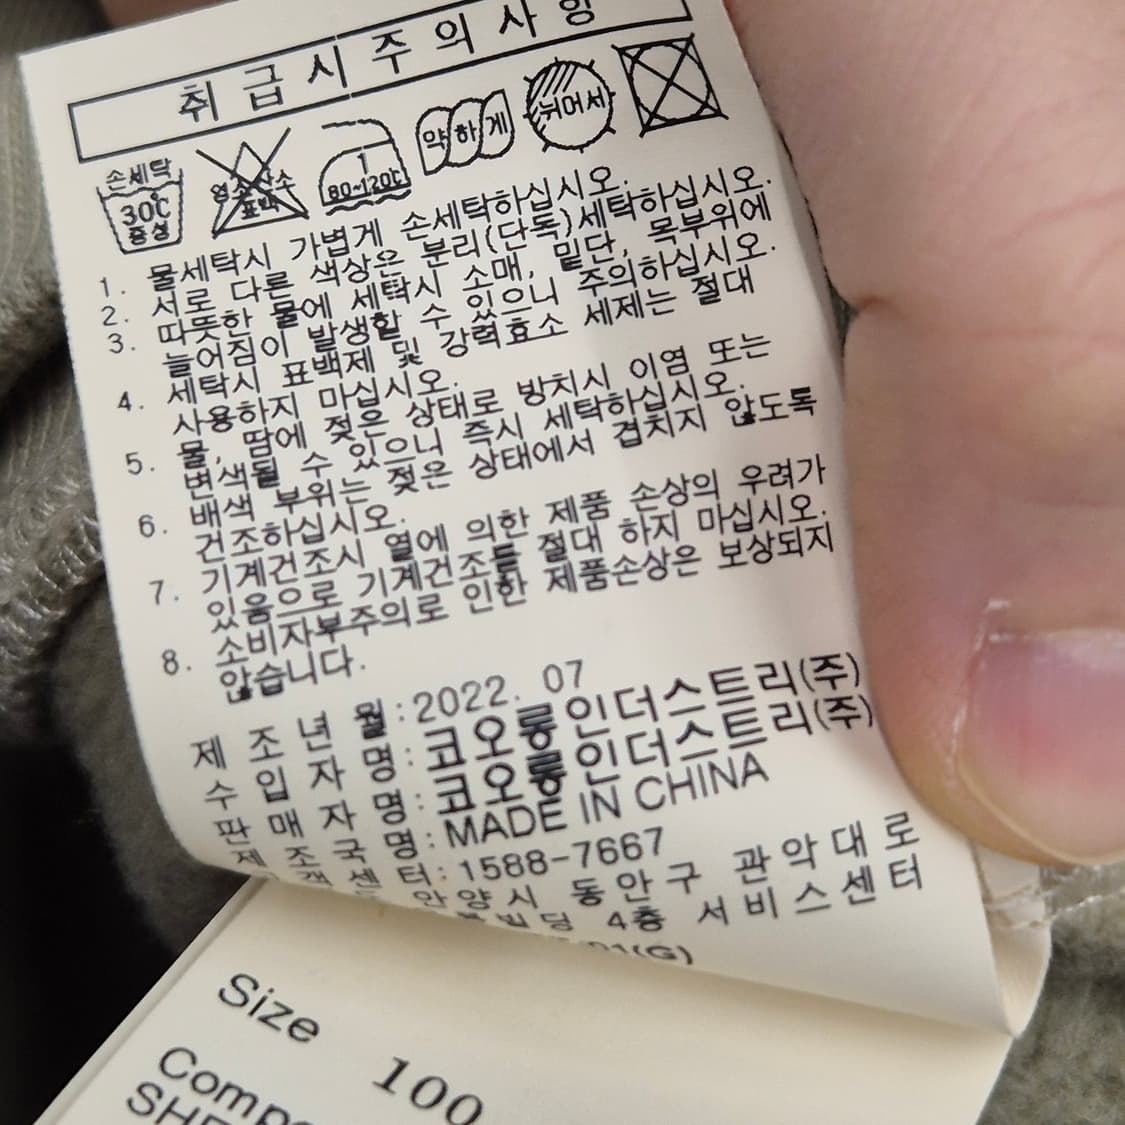 취급시주의사항
손세탁
30℃
중성
염소산소
표백
1
80~120℃
약하게
뉘어서
1. 물세탁시 가볍게 손세탁하십시오.
2. 서로 다른 색상은 분리(단독)세탁하십시오.
3. 따뜻한 물에 세탁시 소매, 밑단, 목부위에
늘어짐이 발생할 수 있으니 주의하십시오.
4. 세탁시 표백제 및 강력효소 세제는 절대
사용하지 마십시오.
5. 물, 땀에 젖은 상태로 방치시 이염 또는
변색될 수 있으니 즉시 세탁하십시오.
6. 배색 부위는 젖은 상태에서 겹치지 않도록
건조하십시오.
7. 기계건조시 열에 의한 제품 손상의 우려가
있음으로 기계건조를 절대 하지 마십시오.
8. 소비자부주의로 인한 제품손상은 보상되지
않습니다.
제 조 년 월:2022. 07
수 입 자 명:코오롱인더스트리(주)
판 매 자 명:코오롱인더스트리(주)
제 조 국 명:MADE IN CHINA
객 센 터:1588-7667
안양시 동안구 관악대로
빌딩 4층 서비스센터
01(G)
Size
100
Compo
SHE